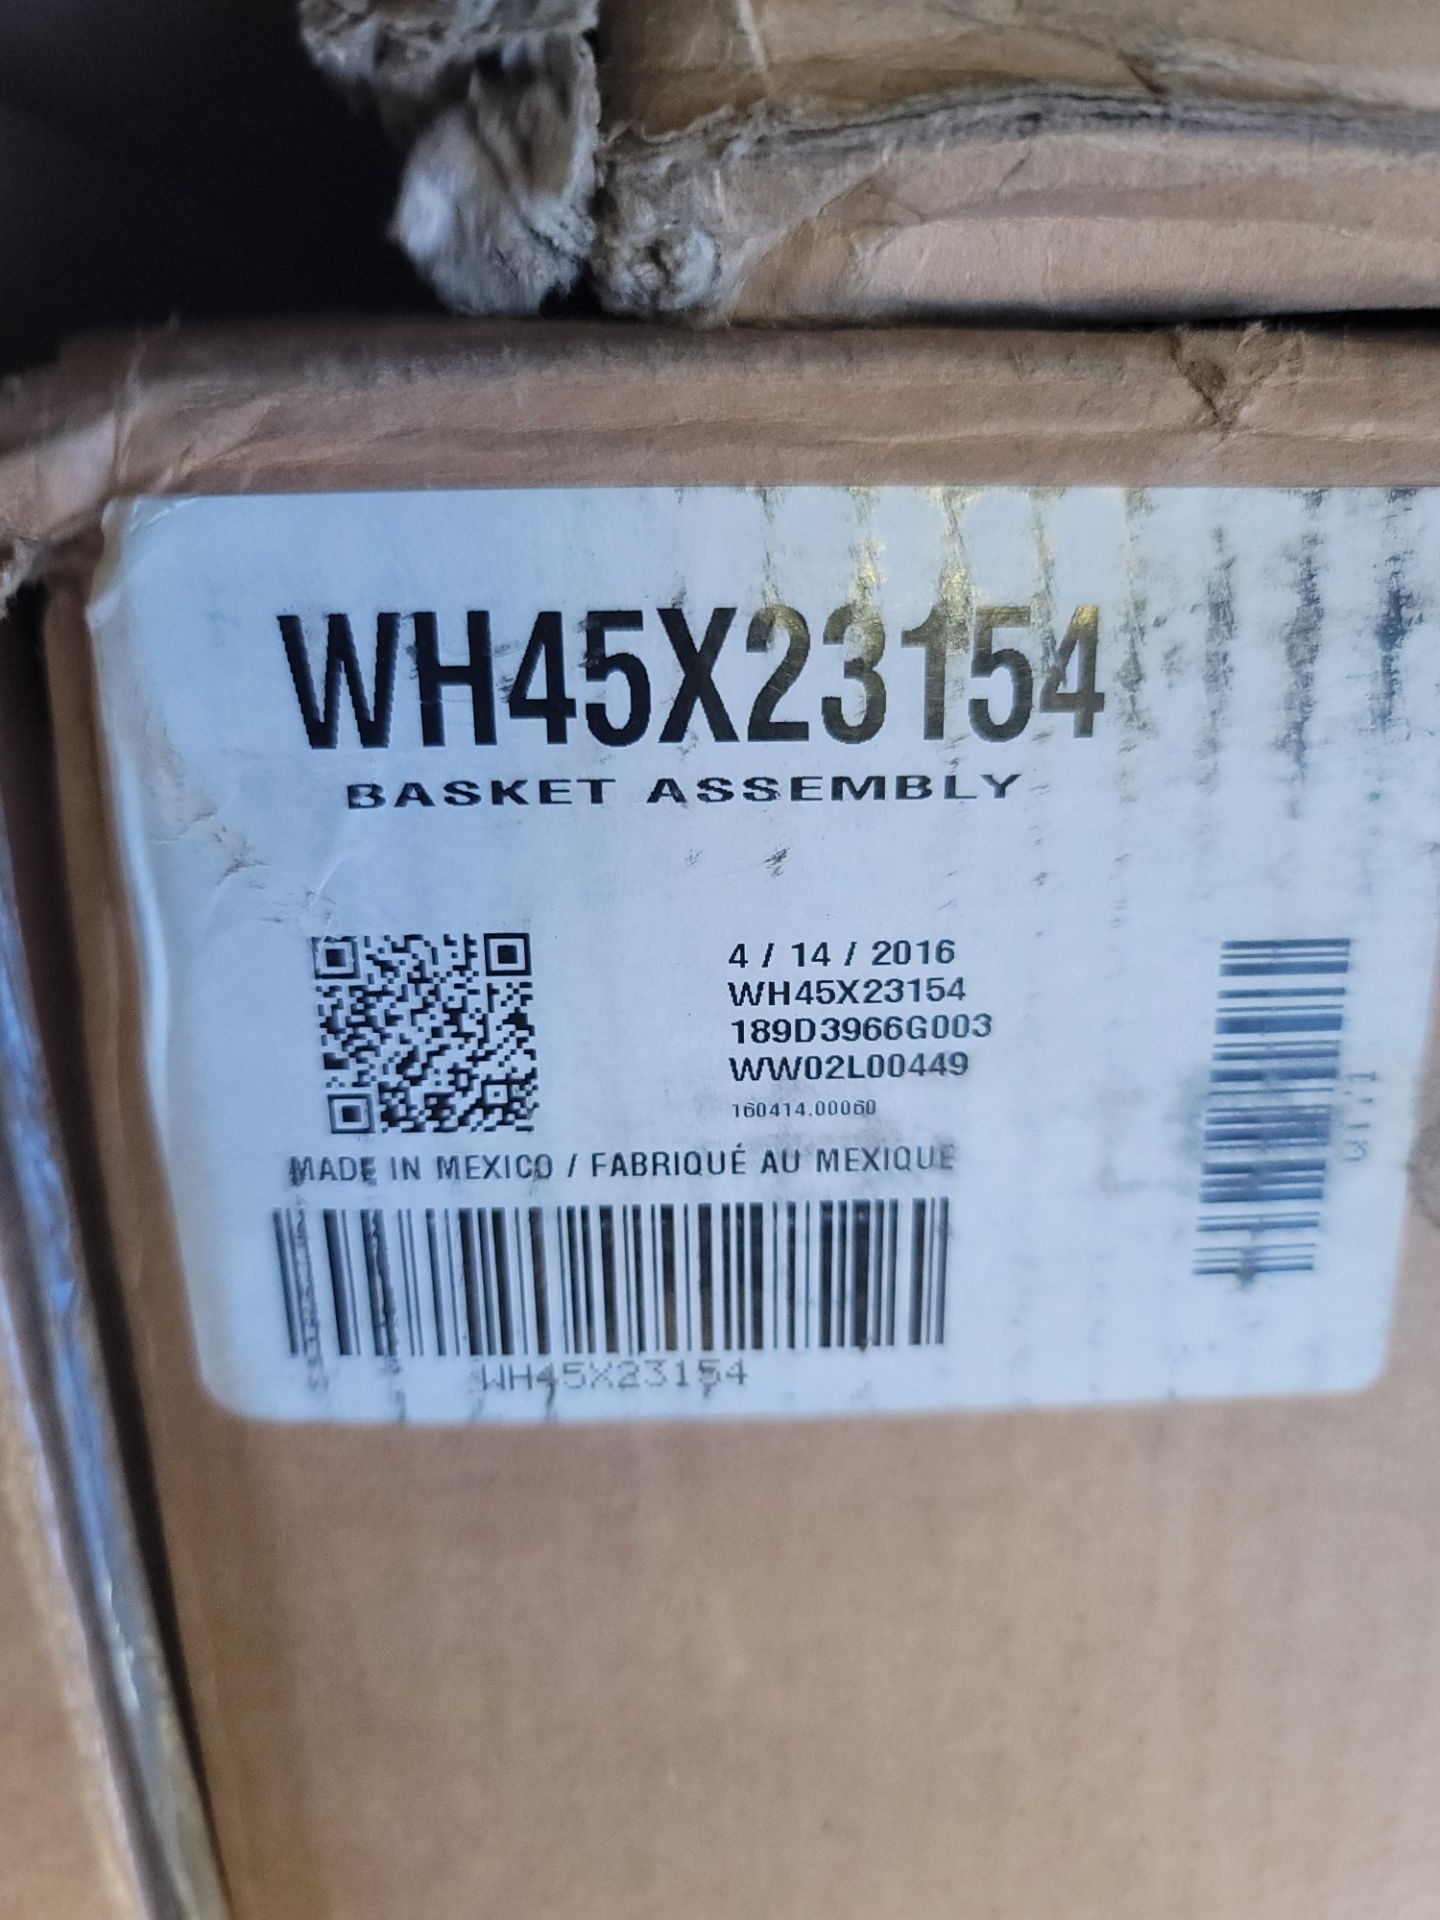 WH45X23154
BASKET ASSEMBLY
4 / 14 / 2016
WH45X23154
189D3966G003
WW02L00449
160414.00060
MADE IN MEXICO / FABRIQUÉ AU MEXIQUE
WH45X23154